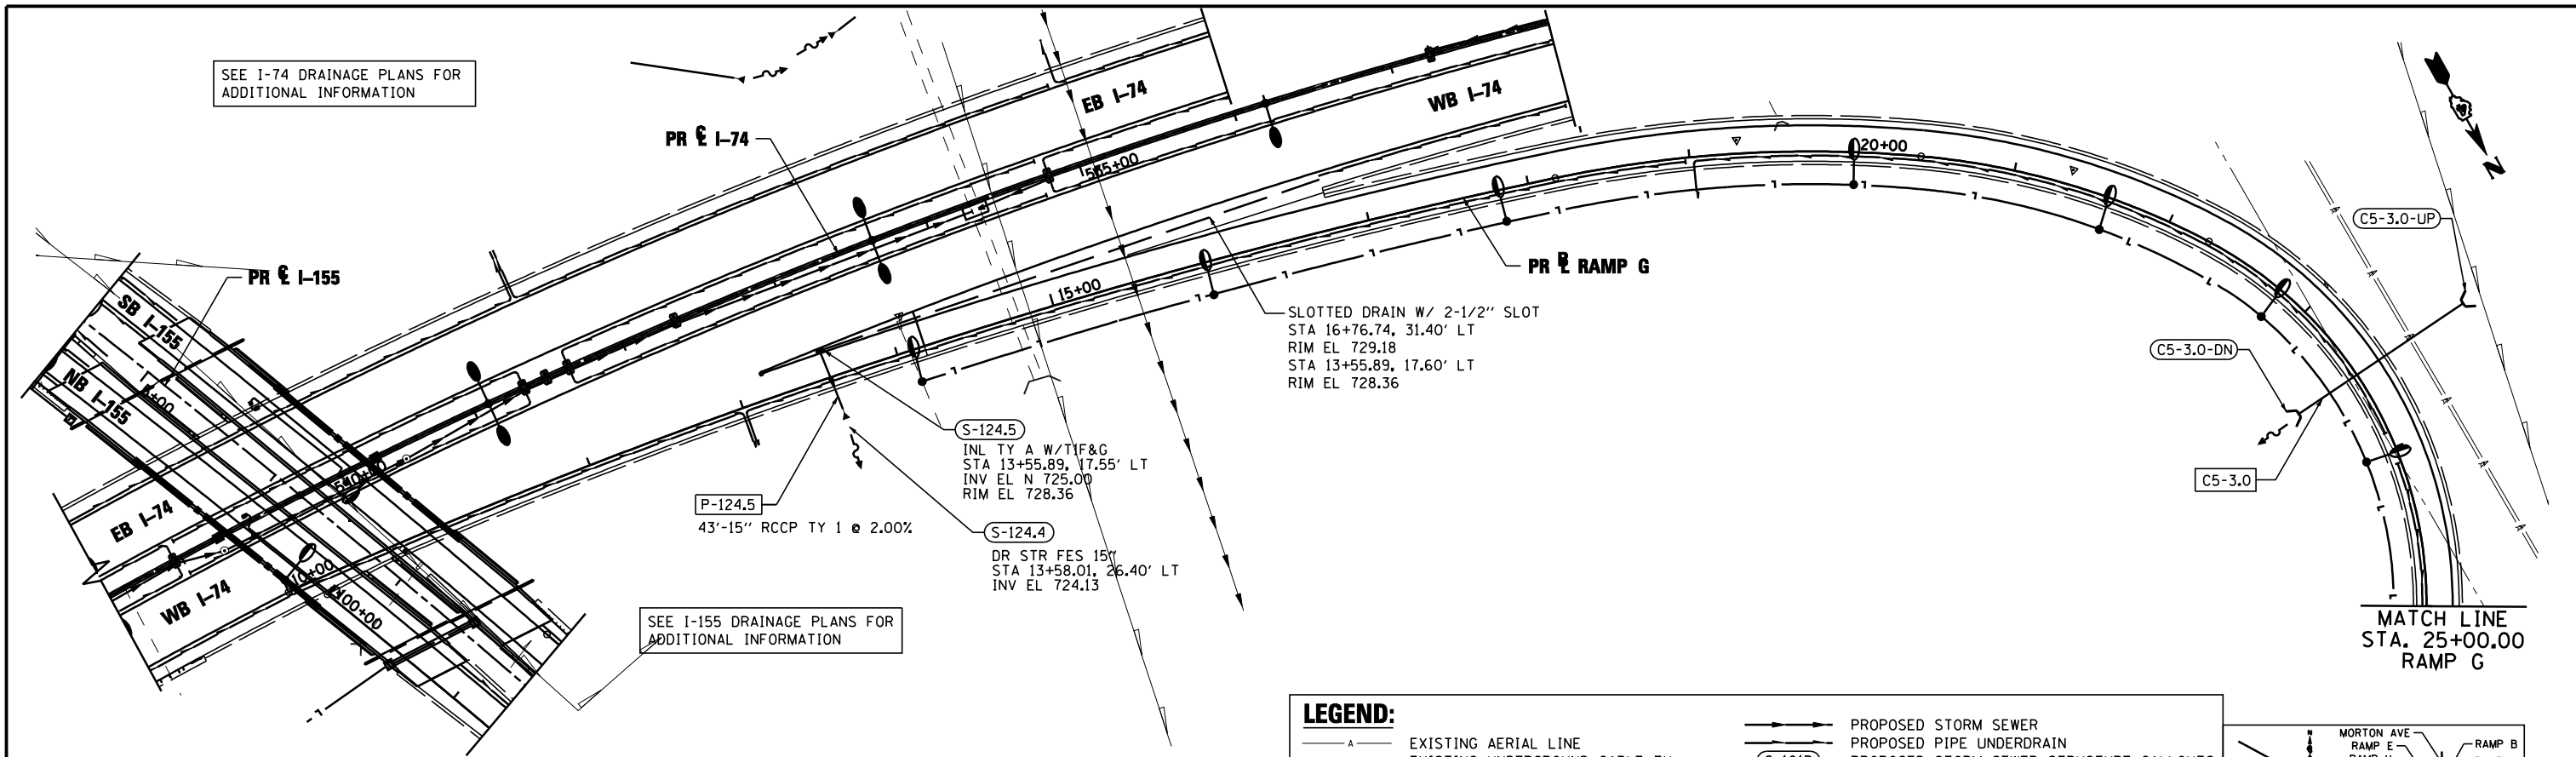 SEE I-74 DRAINAGE PLANS FOR
ADDITIONAL INFORMATION
PR ℄ I-74
EB I-74
WB I-74
555+00
20+00
N
C5-3.0-UP
PR ℄ I-155
SB I-155
NB I-155
15+00
PR B̲L RAMP G
SLOTTED DRAIN W/ 2-1/2" SLOT
STA 16+76.74, 31.40' LT
RIM EL 729.18
STA 13+55.89, 17.60' LT
RIM EL 728.36
C5-3.0-DN
C5-3.0
S-124.5
INL TY A W/T1F&G
STA 13+55.89, 17.55' LT
INV EL N 725.00
RIM EL 728.36
P-124.5
43'-15" RCCP TY 1 @ 2.00%
S-124.4
DR STR FES 15"
STA 13+58.01, 26.40' LT
INV EL 724.13
EB I-74
WB I-74
540+00
10+00
100+00
SEE I-155 DRAINAGE PLANS FOR
ADDITIONAL INFORMATION
MATCH LINE
STA. 25+00.00
RAMP G
LEGEND:
A EXISTING AERIAL LINE
PROPOSED STORM SEWER
PROPOSED PIPE UNDERDRAIN
MORTON AVE
RAMP E
RAMP B
N